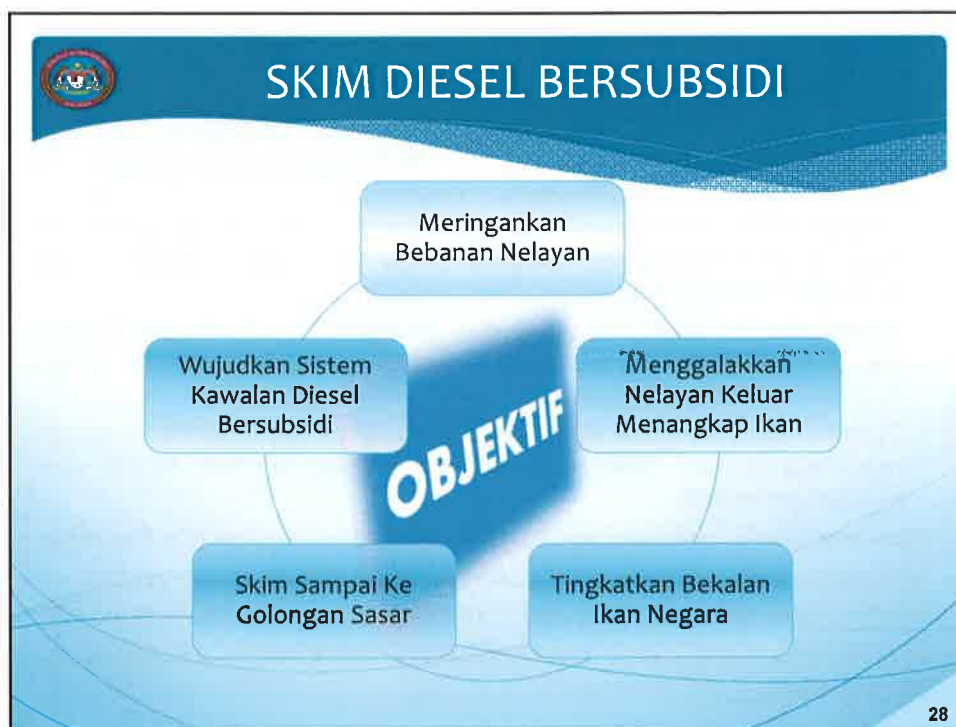 SKIM DIESEL BERSUBSIDI
Meringankan
Bebanan Nelayan
Menggalakkan
Nelayan Keluar
Menangkap Ikan
Tingkatkan Bekalan
Ikan Negara
Skim Sampai Ke
Golongan Sasar
Wujudkan Sistem
Kawalan Diesel
Bersubsidi
OBJEKTIF
28